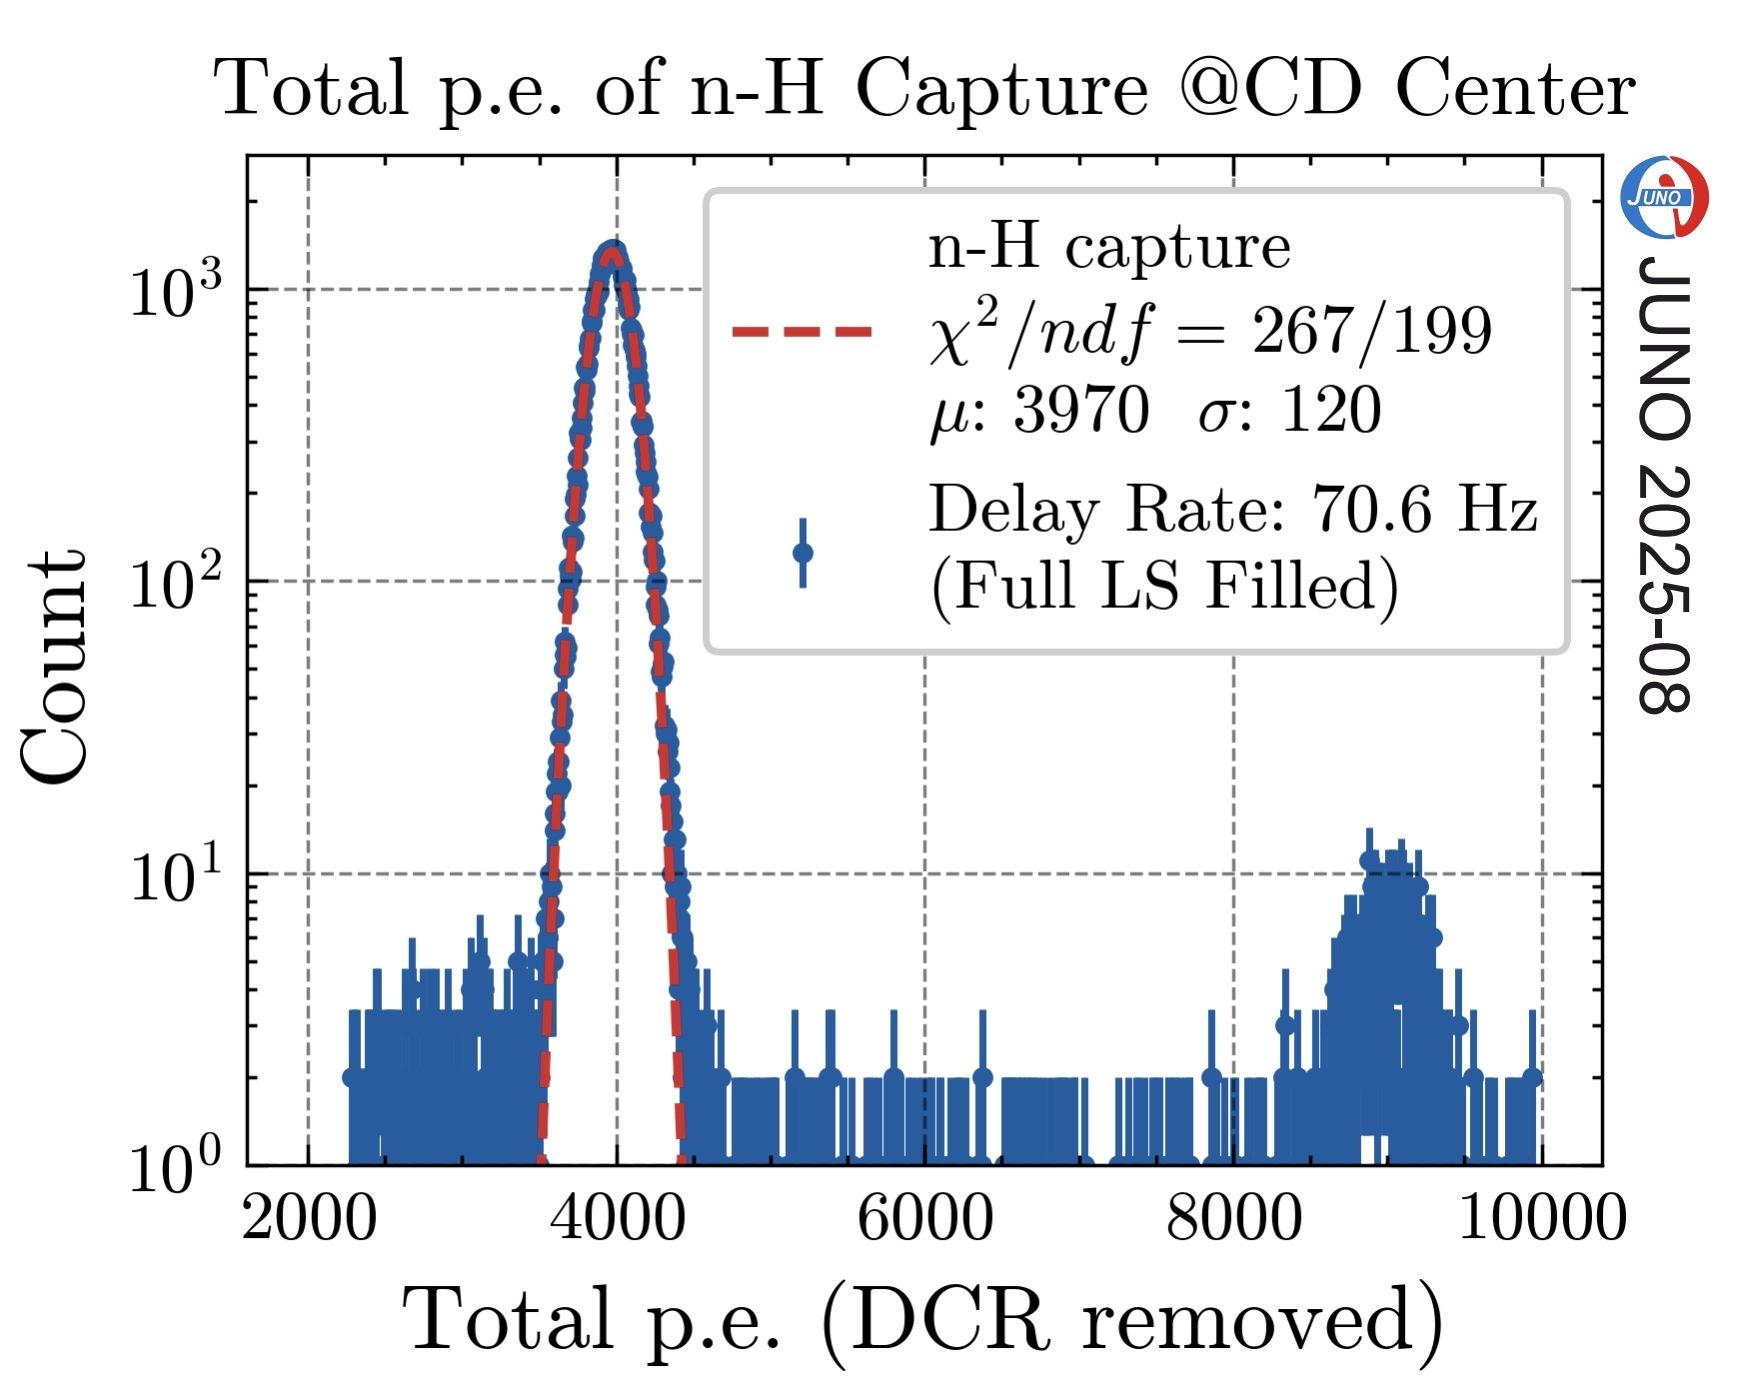 Total p.e. of n-H Capture @CD Center
JUNO
JUNO 2025-08
n-H capture
χ²/ndf = 267/199
μ: 3970 σ: 120
Delay Rate: 70.6 Hz
(Full LS Filled)
Count
10³
10²
10¹
10⁰
2000 4000 6000 8000 10000
Total p.e. (DCR removed)